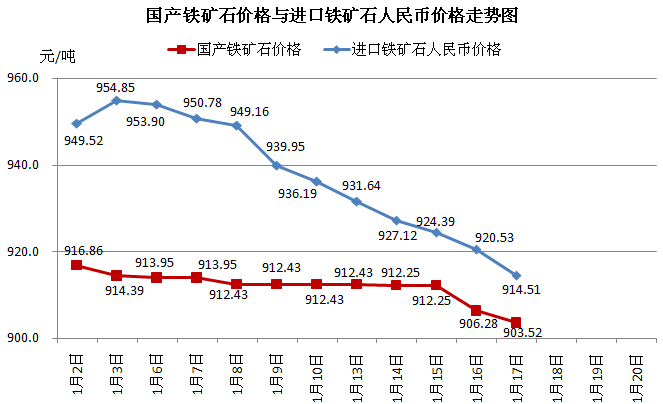 国产铁矿石价格与进口铁矿石人民币价格走势图
国产铁矿石价格 进口铁矿石人民币价格
元/吨
960.0
940.0
920.0
900.0
949.52
954.85
953.90
950.78
949.16
939.95
936.19
931.64
927.12
924.39
920.53
914.51
916.86
914.39
913.95
913.95
912.43
912.43
912.43
912.43
912.25
912.25
906.28
903.52
1月2日
1月3日
1月6日
1月7日
1月8日
1月9日
1月10日
1月13日
1月14日
1月15日
1月16日
1月17日
1月18日
1月19日
1月20日